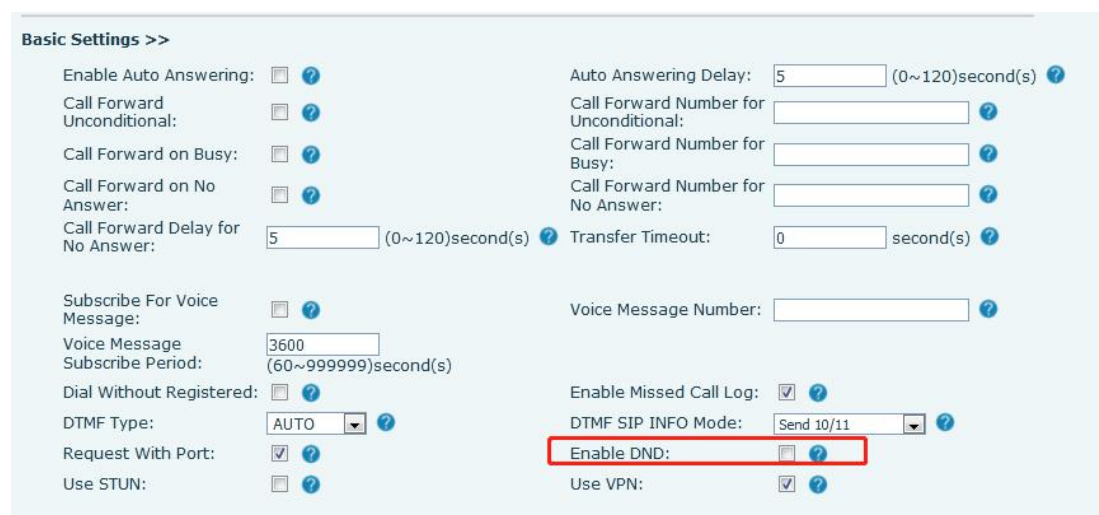 Basic Settings >>
Enable Auto Answering: ? Auto Answering Delay: 5 (0~120)second(s) ?
Call Forward Call Forward Number for
Unconditional: ? Unconditional: ?
Call Forward on Busy: ? Call Forward Number for
Busy: ?
Call Forward on No Call Forward Number for
Answer: ? No Answer: ?
Call Forward Delay for
No Answer: 5 (0~120)second(s) ? Transfer Timeout: 0 second(s) ?
Subscribe For Voice
Message: ? Voice Message Number: ?
Voice Message 3600
Subscribe Period: (60~999999)second(s)
Dial Without Registered: ? Enable Missed Call Log: ?
DTMF Type: AUTO ? DTMF SIP INFO Mode: Send 10/11 ?
Request With Port: ? Enable DND: ?
Use STUN: ? Use VPN: ?